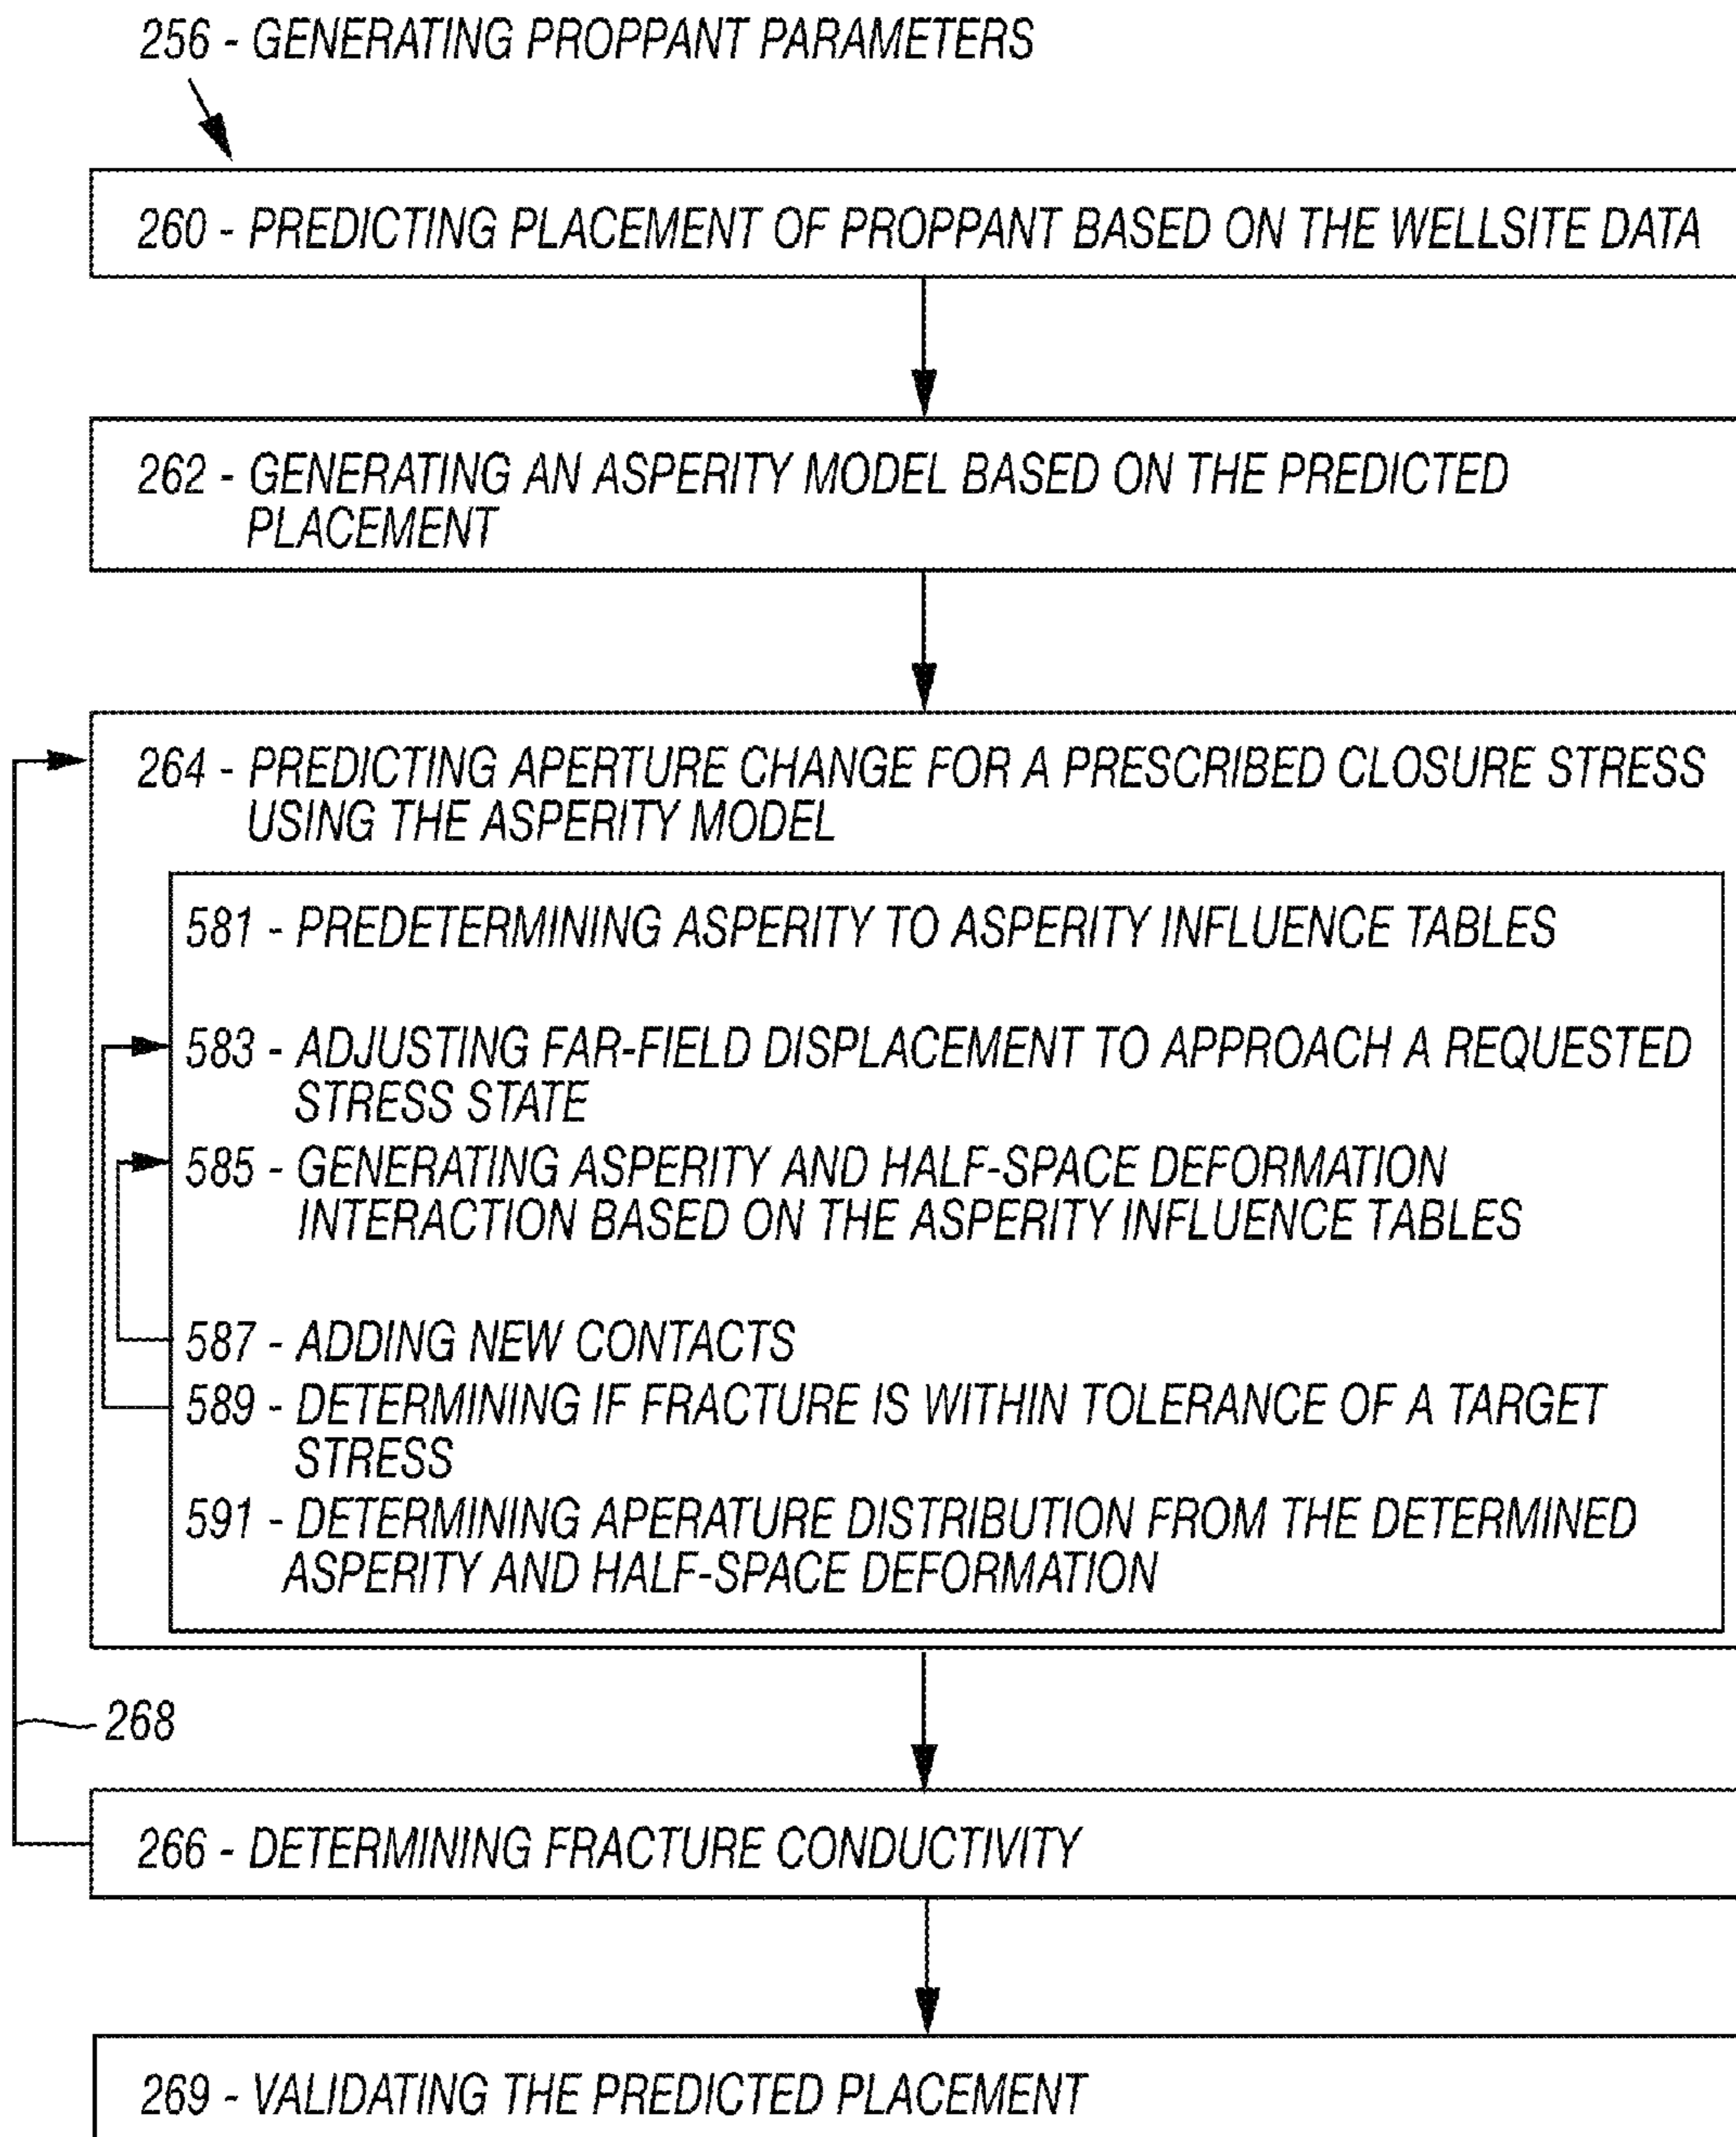 256 - GENERATING PROPPANT PARAMETERS
260 - PREDICTING PLACEMENT OF PROPPANT BASED ON THE WELLSITE DATA
262 - GENERATING AN ASPERITY MODEL BASED ON THE PREDICTED
PLACEMENT
264 - PREDICTING APERTURE CHANGE FOR A PRESCRIBED CLOSURE STRESS
USING THE ASPERITY MODEL
581 - PREDETERMINING ASPERITY TO ASPERITY INFLUENCE TABLES
583 - ADJUSTING FAR-FIELD DISPLACEMENT TO APPROACH A REQUESTED
STRESS STATE
585 - GENERATING ASPERITY AND HALF-SPACE DEFORMATION
INTERACTION BASED ON THE ASPERITY INFLUENCE TABLES
587 - ADDING NEW CONTACTS
589 - DETERMINING IF FRACTURE IS WITHIN TOLERANCE OF A TARGET
STRESS
591 - DETERMINING APERATURE DISTRIBUTION FROM THE DETERMINED
ASPERITY AND HALF-SPACE DEFORMATION
268
266 - DETERMINING FRACTURE CONDUCTIVITY
269 - VALIDATING THE PREDICTED PLACEMENT